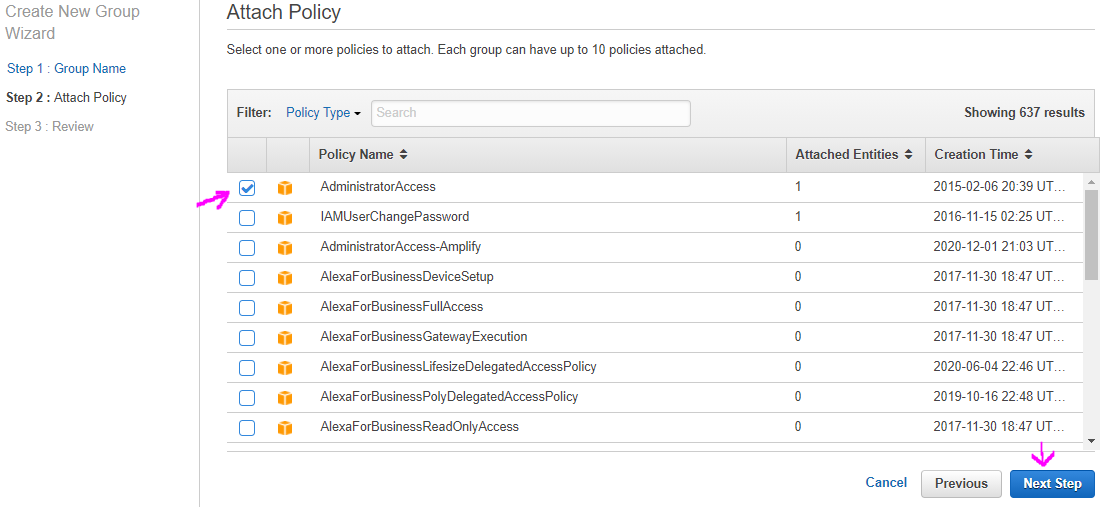 Create New Group
Wizard
Step 1 : Group Name
Step 2 : Attach Policy
Step 3 : Review
Attach Policy
Select one or more policies to attach. Each group can have up to 10 policies attached.
Filter: Policy Type Search Showing 637 results
Policy Name Attached Entities Creation Time
AdministratorAccess 1 2015-02-06 20:39 UT…
IAMUserChangePassword 1 2016-11-15 02:25 UT…
AdministratorAccess-Amplify 0 2020-12-01 21:03 UT…
AlexaForBusinessDeviceSetup 0 2017-11-30 18:47 UT…
AlexaForBusinessFullAccess 0 2017-11-30 18:47 UT…
AlexaForBusinessGatewayExecution 0 2017-11-30 18:47 UT…
AlexaForBusinessLifesizeDelegatedAccessPolicy 0 2020-06-04 22:46 UT…
AlexaForBusinessPolyDelegatedAccessPolicy 0 2019-10-16 22:48 UT…
AlexaForBusinessReadOnlyAccess 0 2017-11-30 18:47 UT…
Cancel Previous Next Step